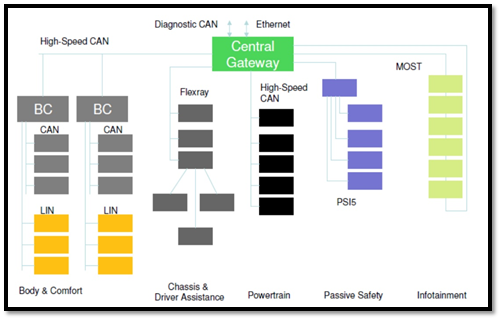 Diagnostic CAN
Ethernet
High-Speed CAN
Central
Gateway
MOST
Flexray
High-Speed
CAN
BC
BC
CAN
CAN
PSI5
LIN
LIN
Body & Comfort
Chassis &
Driver Assistance
Powertrain
Passive Safety
Infotainment